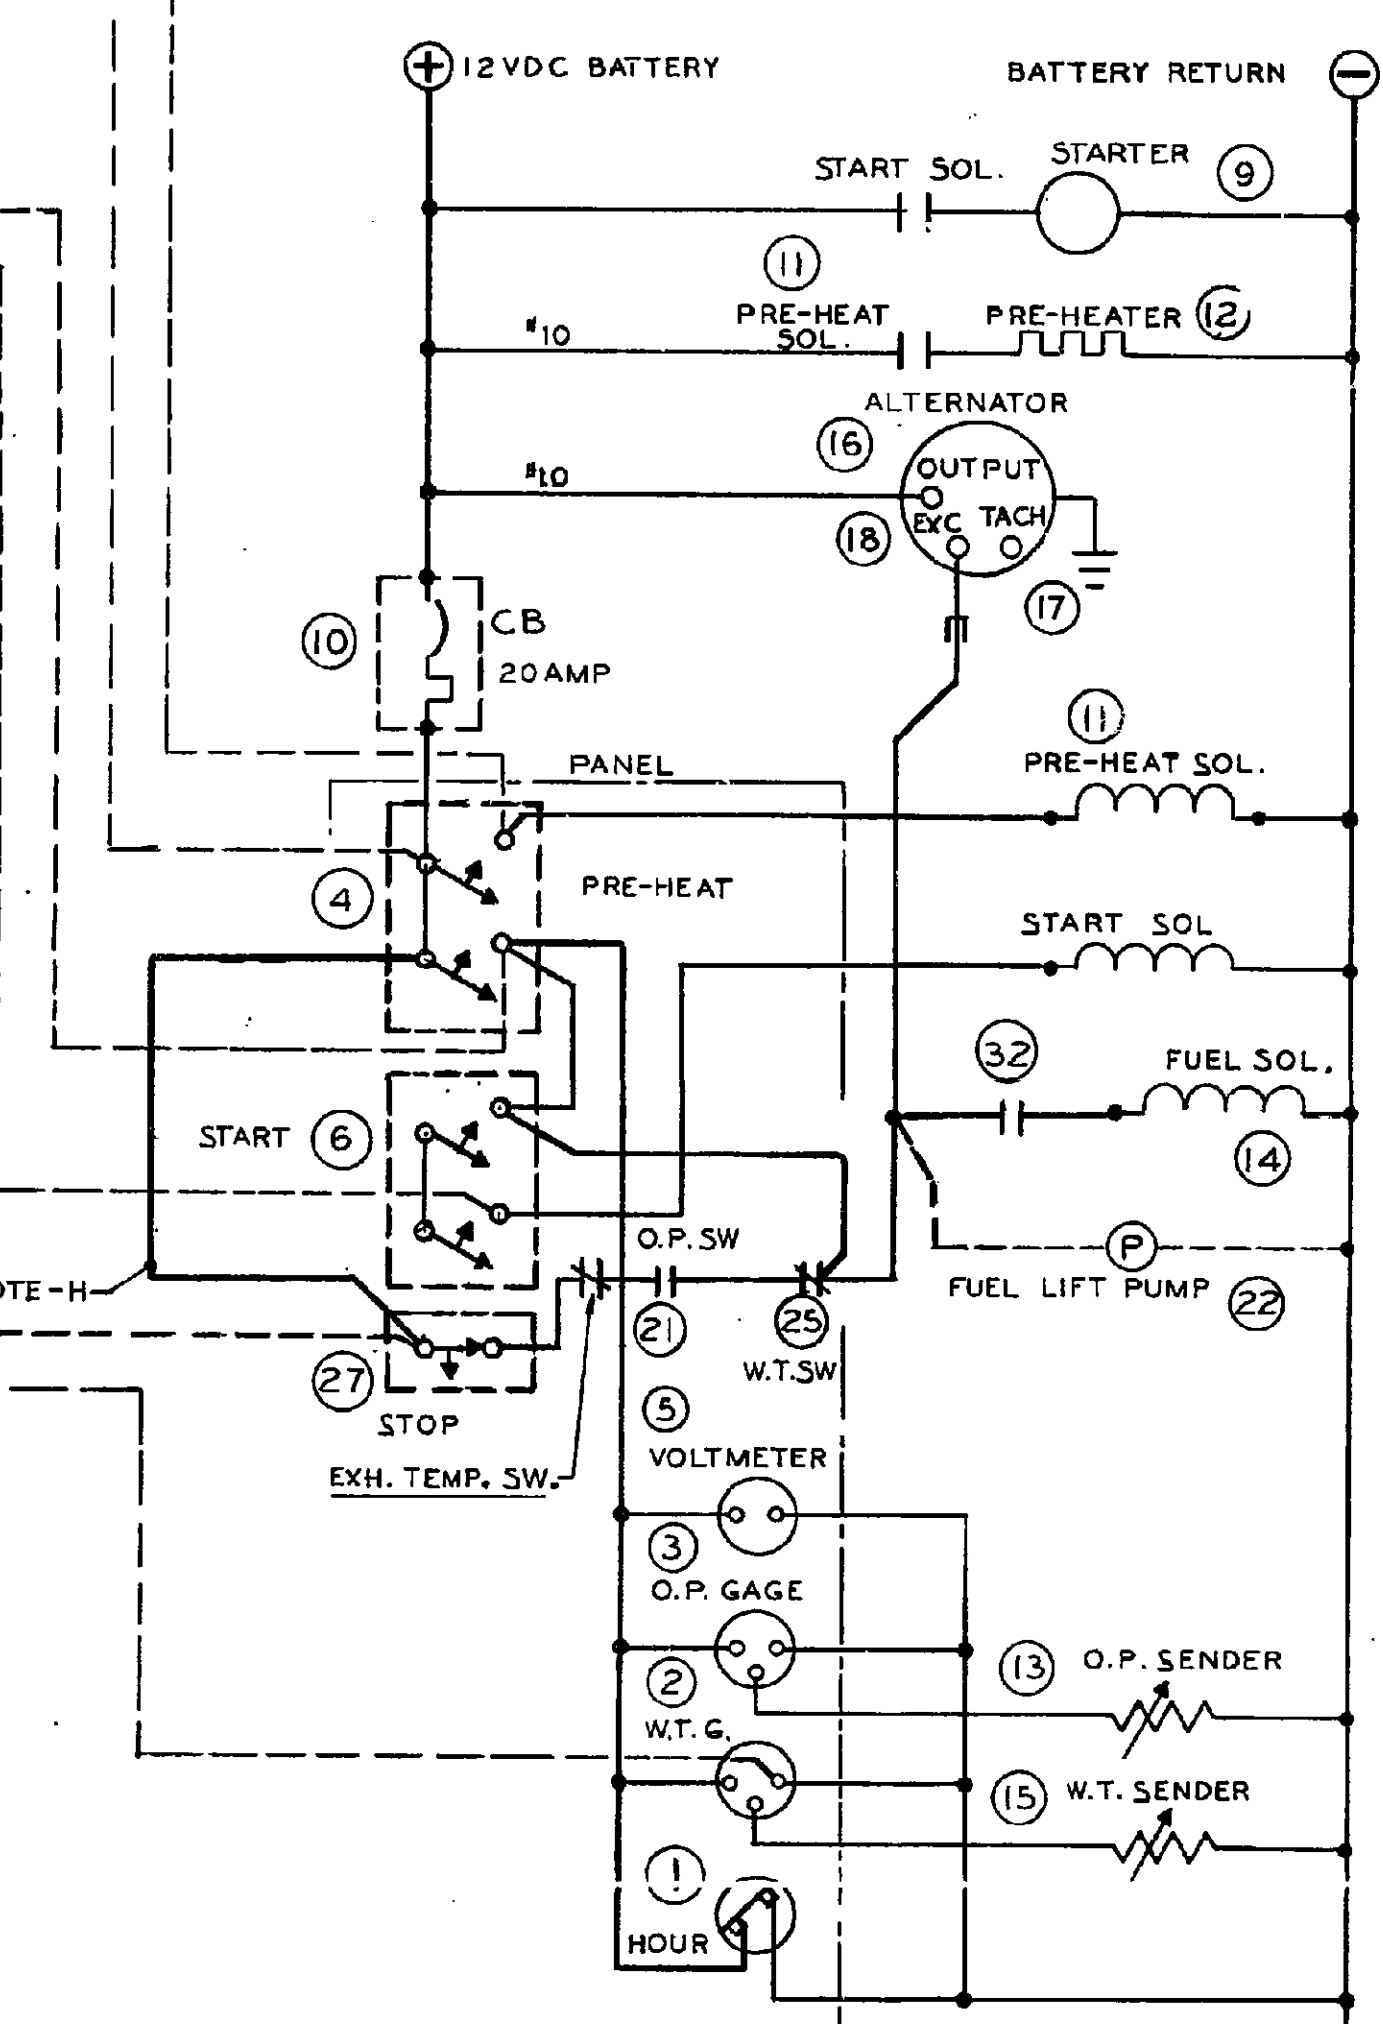 + 12VDC BATTERY
BATTERY RETURN −
START SOL.
STARTER
9
11
PRE-HEAT
SOL.
PRE-HEATER
12
#10
ALTERNATOR
16
OUTPUT
#10
EXC
TACH
18
17
10
CB
20 AMP
11
PRE-HEAT SOL.
PANEL
4
PRE-HEAT
START SOL
32
FUEL SOL.
START
6
14
O.P. SW
OTE-H
P
FUEL LIFT PUMP
22
21
25
W.T. SW
27
STOP
5
VOLTMETER
EXH. TEMP. SW.
3
O.P. GAGE
13
O.P. SENDER
2
W.T. G.
15
W.T. SENDER
1
HOUR